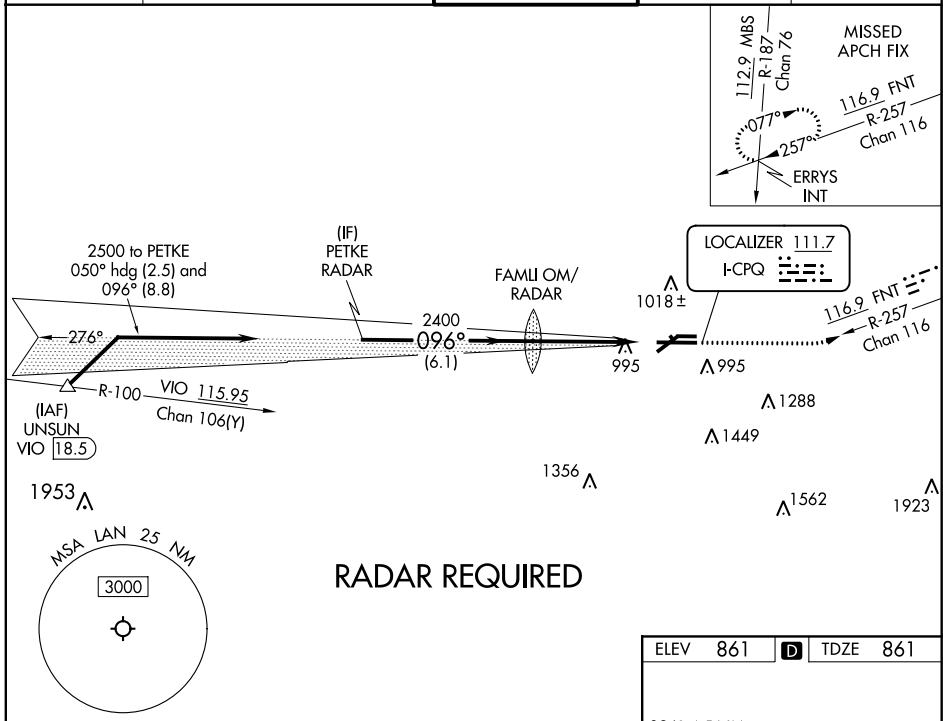 MISSED
APCH FIX
112.9 MBS
R-187
Chan 76
116.9 FNT
R-257
Chan 116
077°
257°
ERRYS
INT
2500 to PETKE
050° hdg (2.5) and
096° (8.8)
(IF)
PETKE
RADAR
FAMLI OM/
RADAR
LOCALIZER 111.7
I-CPQ
1018 ±
116.9 FNT
R-257
Chan 116
276°
2400
096°
(6.1)
995
995
R-100
VIO 115.95
Chan 106(Y)
(IAF)
UNSUN
VIO 18.5
1288
1449
1356
1953
1562
1923
MSA LAN 25 NM
3000
RADAR REQUIRED
ELEV 861 D TDZE 861